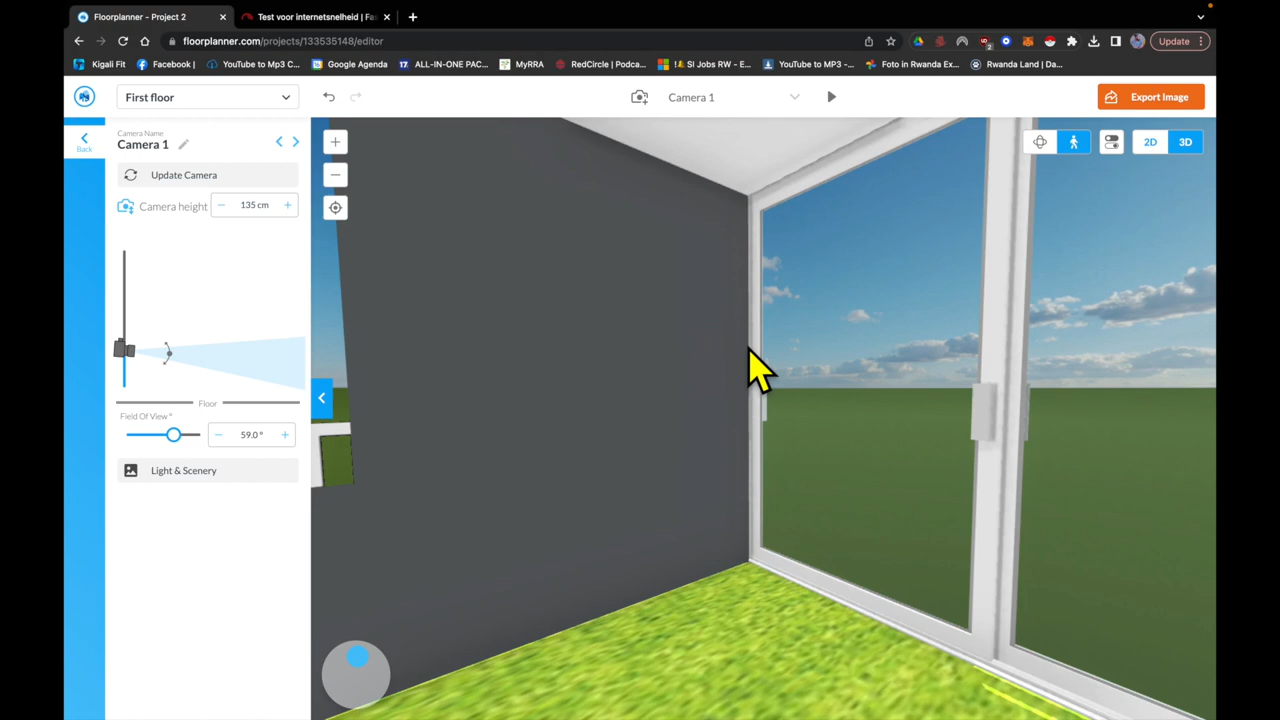 Floorplanner - Project 2
Test voor internetsnelheid | Fas
floorplanner.com/projects/133535148/editor
Update
Kigali Fit
Facebook |
YouTube to Mp3 C...
Google Agenda
17 ALL-IN-ONE PAC...
MyRRA
RedCircle | Podca...
SI Jobs RW - E...
YouTube to MP3 -...
Foto in Rwanda Ex...
Rwanda Land | Da...
First floor
Camera 1
Export Image
Back
Camera Name
Camera 1
2D
3D
Update Camera
Camera height
135 cm
Floor
Field Of View °
59.0 °
Light & Scenery